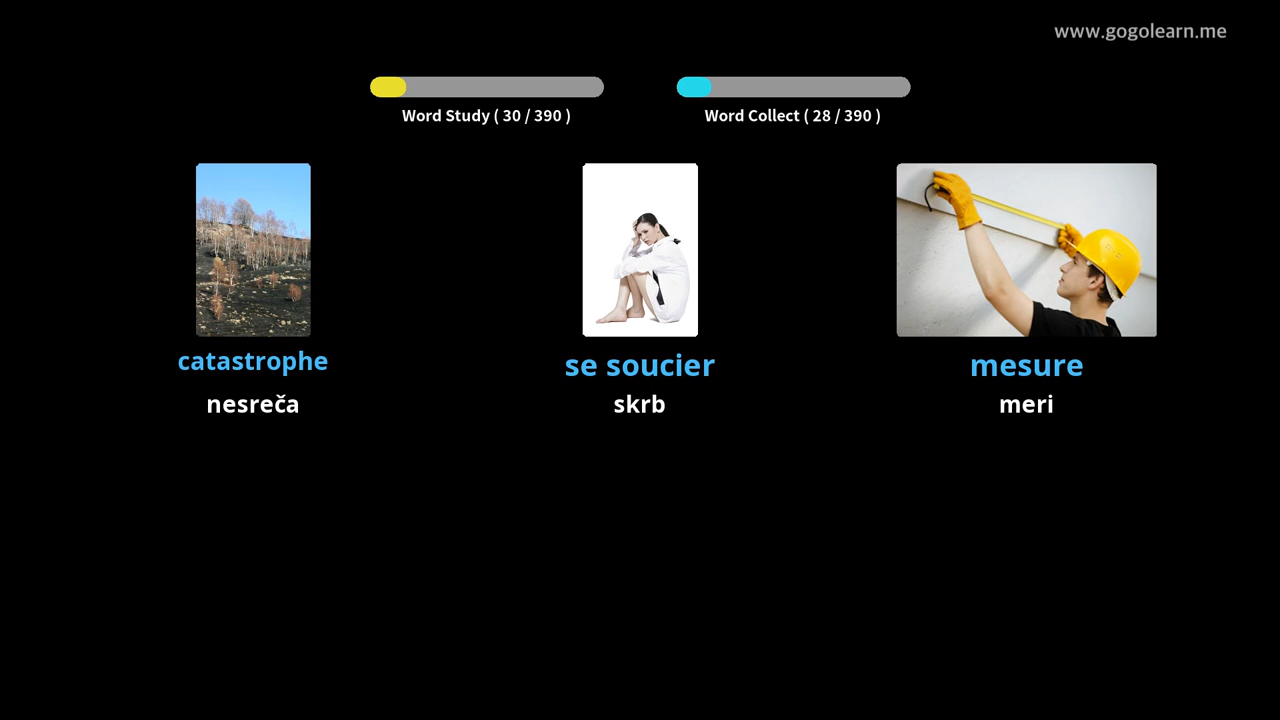 www.gogolearn.me
Word Study ( 30 / 390 )
Word Collect ( 28 / 390 )
catastrophe
se soucier
mesure
nesreča
skrb
meri